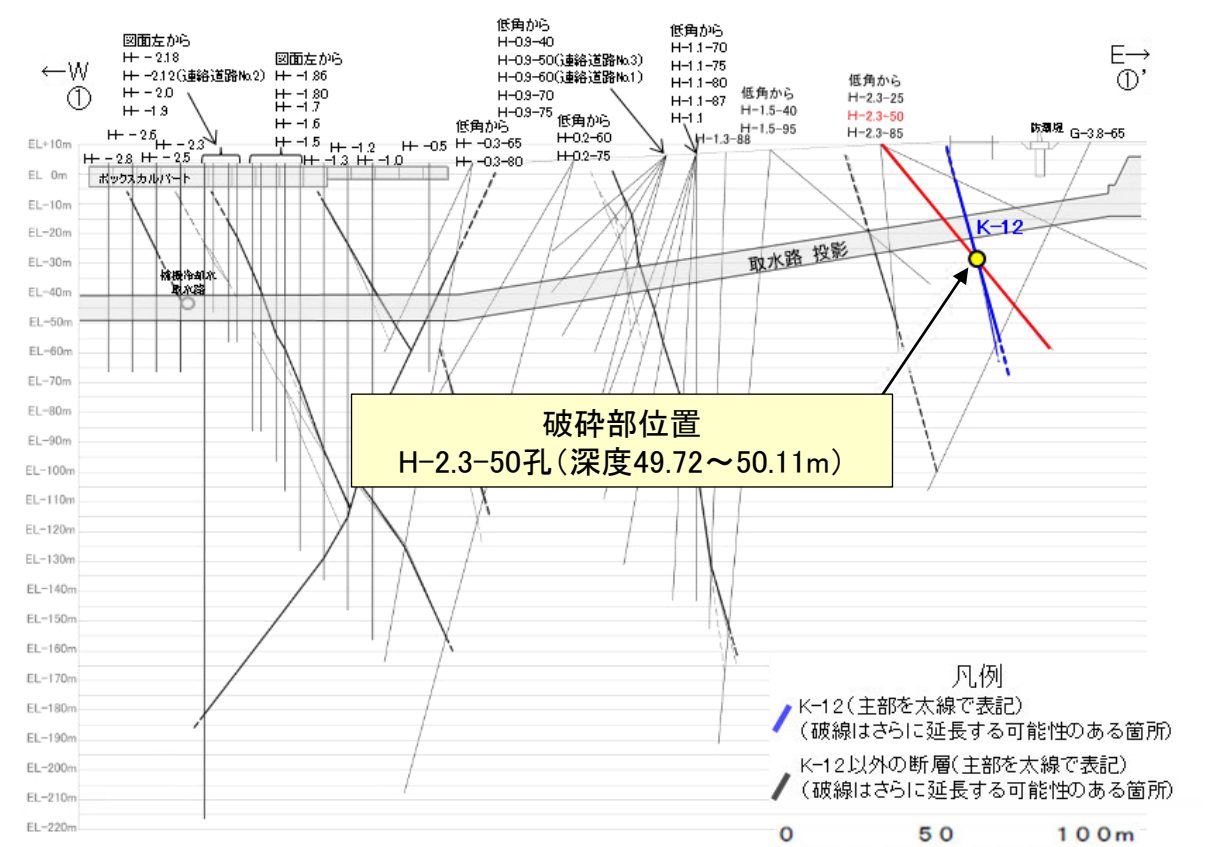 ←W
①
図面左から
H- -2.18
H- -2.12(連絡道路No.2)
H- -2.0
H- -1.9
図面左から
H- -1.86
H- -1.80
H- -1.7
H- -1.6
H- -1.5
低角から
H-0.9-40
H-0.9-50(連絡道路No.3)
H-0.9-60(連絡道路No.1)
H-0.9-70
H-0.9-75
低角から
H-1.1-70
H-1.1-75
H-1.1-80
H-1.1-87
H-1.1
低角から
H-1.5-40
H-1.5-95
低角から
H-2.3-25
H-2.3-50
H-2.3-85
E→
①’
H- -2.6
H- -2.3
H- -2.8
H- -2.5
H- -1.3
H- -1.2
H- -1.0
H- -0.5
低角から
H- -0.3-65
H- -0.3-80
低角から
H-0.2-60
H-0.2-75
H-1.3-88
防潮堤
G-3.8-65
EL+10m
EL 0m
EL-10m
EL-20m
EL-30m
EL-40m
EL-50m
EL-60m
EL-70m
EL-80m
EL-90m
EL-100m
EL-110m
EL-120m
EL-130m
EL-140m
EL-150m
EL-160m
EL-170m
EL-180m
EL-190m
EL-200m
EL-210m
EL-220m
ボックスカルバート
補機冷却水
取水路
取水路 投影
K-12
破砕部位置
H-2.3-50孔(深度49.72~50.11m)
凡例
K-12(主部を太線で表記)
(破線はさらに延長する可能性のある箇所)
K-12以外の断層(主部を太線で表記)
(破線はさらに延長する可能性のある箇所)
0 50 100m